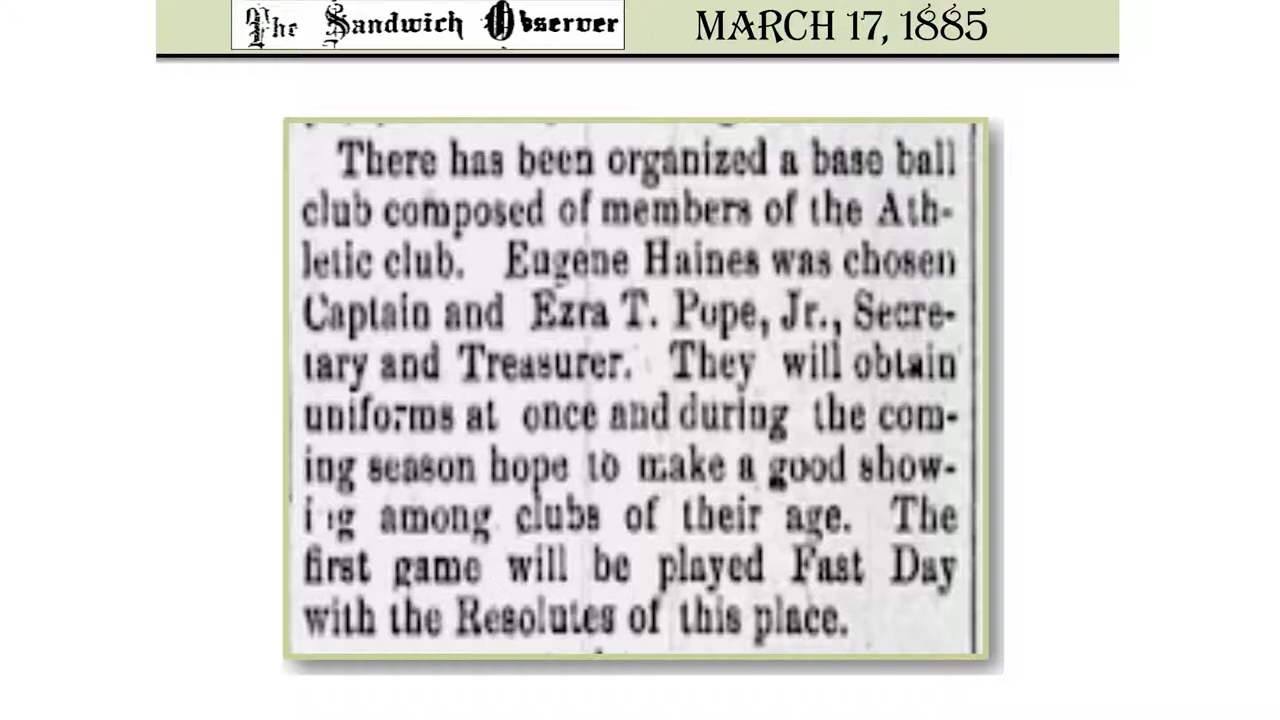 The Sandwich Observer
MARCH 17, 1885
There has been organized a base ball
club composed of members of the Ath-
letic club. Eugene Haines was chosen
Captain and Ezra T. Pope, Jr., Secre-
tary and Treasurer. They will obtain
uniforms at once and during the com-
ing season hope to make a good show-
ing among clubs of their age. The
first game will be played Fast Day
with the Resolutes of this place.